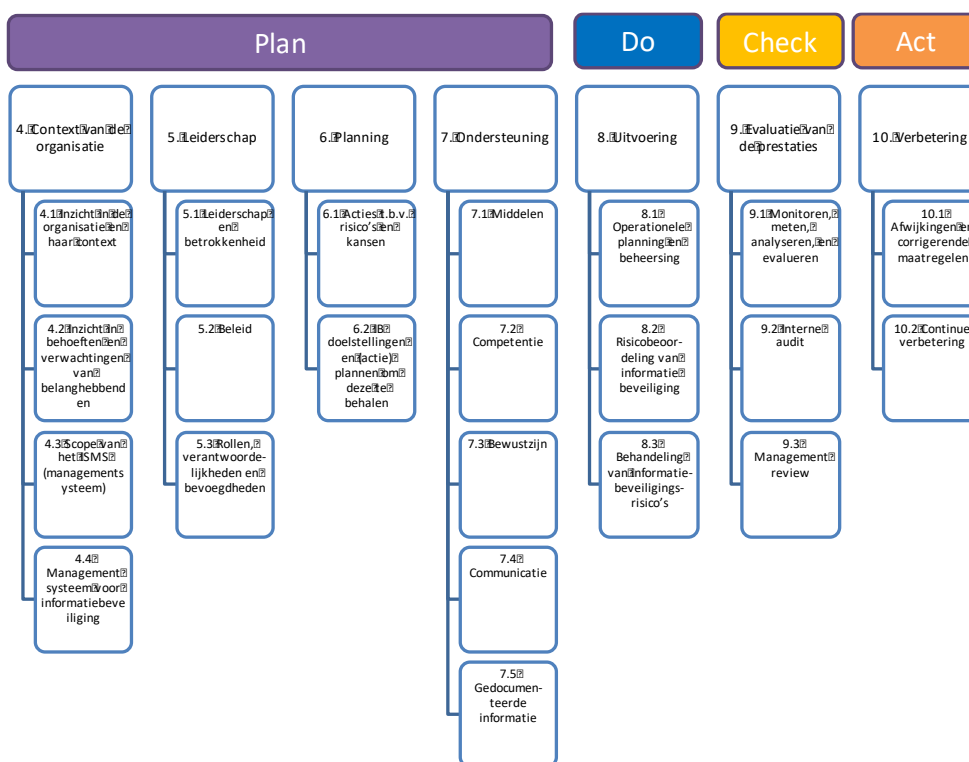 Plan
Do
Check
Act
4. Context van de
organisatie
5. Leiderschap
6. Planning
7. Ondersteuning
8. Uitvoering
9. Evaluatie van
de prestaties
10. Verbetering
4.1 Inzicht in de
organisatie en
haar context
4.2 Inzicht in
behoeften en
verwachtingen
van
belanghebbend
en
4.3 Scope van
het ISMS
(managements
ysteem)
4.4
Management
systeem voor
informatiebeve
iliging
5.1 Leiderschap
en
betrokkenheid
5.2 Beleid
5.3 Rollen,
verantwoorde-
lijkheden en
bevoegdheden
6.1 Acties t.b.v.
risico's en
kansen
6.2 IB
doelstellingen
en (actie)
plannen om
deze te
behalen
7.1 Middelen
7.2
Competentie
7.3 Bewustzijn
7.4
Communicatie
7.5
Gedocumen-
teerde
informatie
8.1
Operationele
planning en
beheersing
8.2
Risicobeoor-
deling van
informatie
beveiliging
8.3
Behandeling
van Informatie-
beveiligings-
risico's
9.1 Monitoren,
meten,
analyseren, en
evalueren
9.2 Interne
audit
9.3
Management
review
10.1
Afwijkingen en
corrigerende
maatregelen
10.2 Continue
verbetering